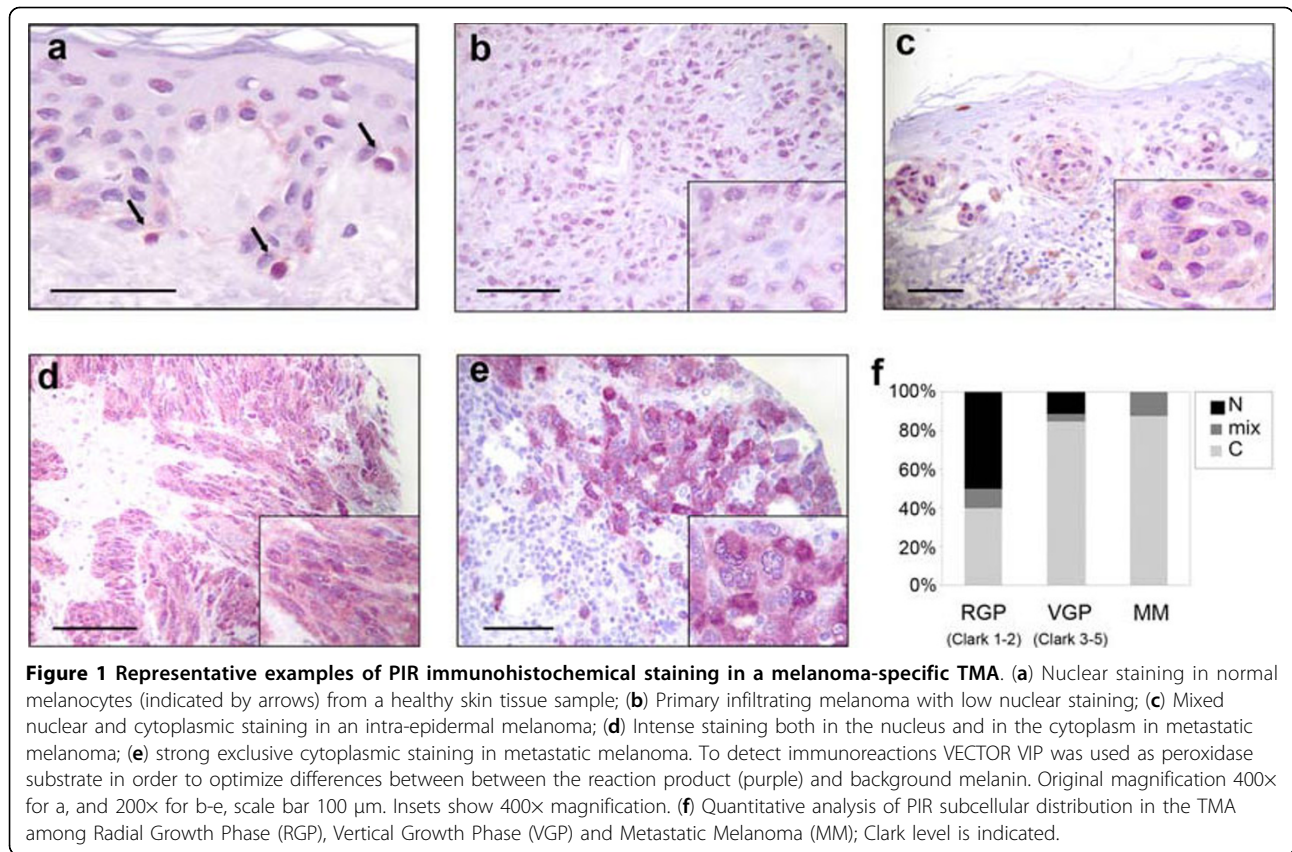 a
b
c
d
e
f
100%
80%
60%
40%
20%
0%
N
mix
C
RGP VGP MM
(Clark 1-2) (Clark 3-5)
Figure 1 Representative examples of PIR immunohistochemical staining in a melanoma-specific TMA. (a) Nuclear staining in normal
melanocytes (indicated by arrows) from a healthy skin tissue sample; (b) Primary infiltrating melanoma with low nuclear staining; (c) Mixed
nuclear and cytoplasmic staining in an intra-epidermal melanoma; (d) Intense staining both in the nucleus and in the cytoplasm in metastatic
melanoma; (e) strong exclusive cytoplasmic staining in metastatic melanoma. To detect immunoreactions VECTOR VIP was used as peroxidase
substrate in order to optimize differences between between the reaction product (purple) and background melanin. Original magnification 400×
for a, and 200× for b-e, scale bar 100 μm. Insets show 400× magnification. (f) Quantitative analysis of PIR subcellular distribution in the TMA
among Radial Growth Phase (RGP), Vertical Growth Phase (VGP) and Metastatic Melanoma (MM); Clark level is indicated.